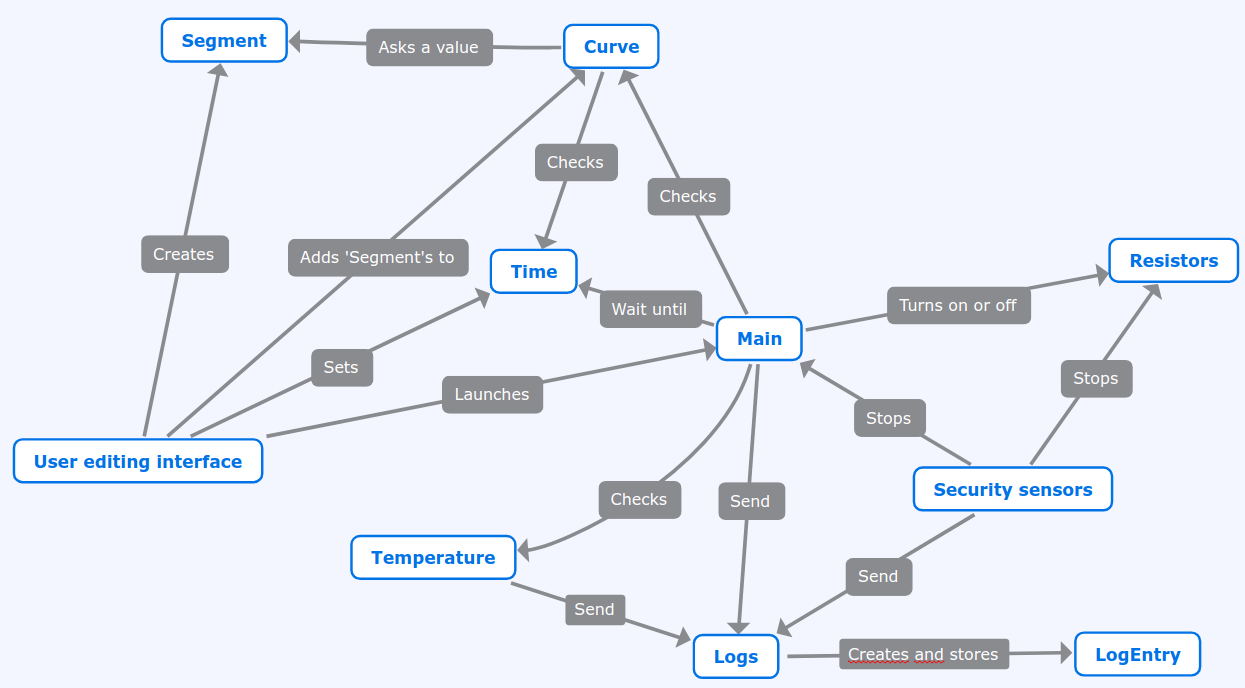 Segment
Asks a value
Curve
Checks
Checks
Creates
Adds 'Segment's to
Time
Resistors
Wait until
Turns on or off
Main
Sets
Launches
Stops
Stops
User editing interface
Security sensors
Checks
Send
Temperature
Send
Send
Logs
Creates and stores
LogEntry